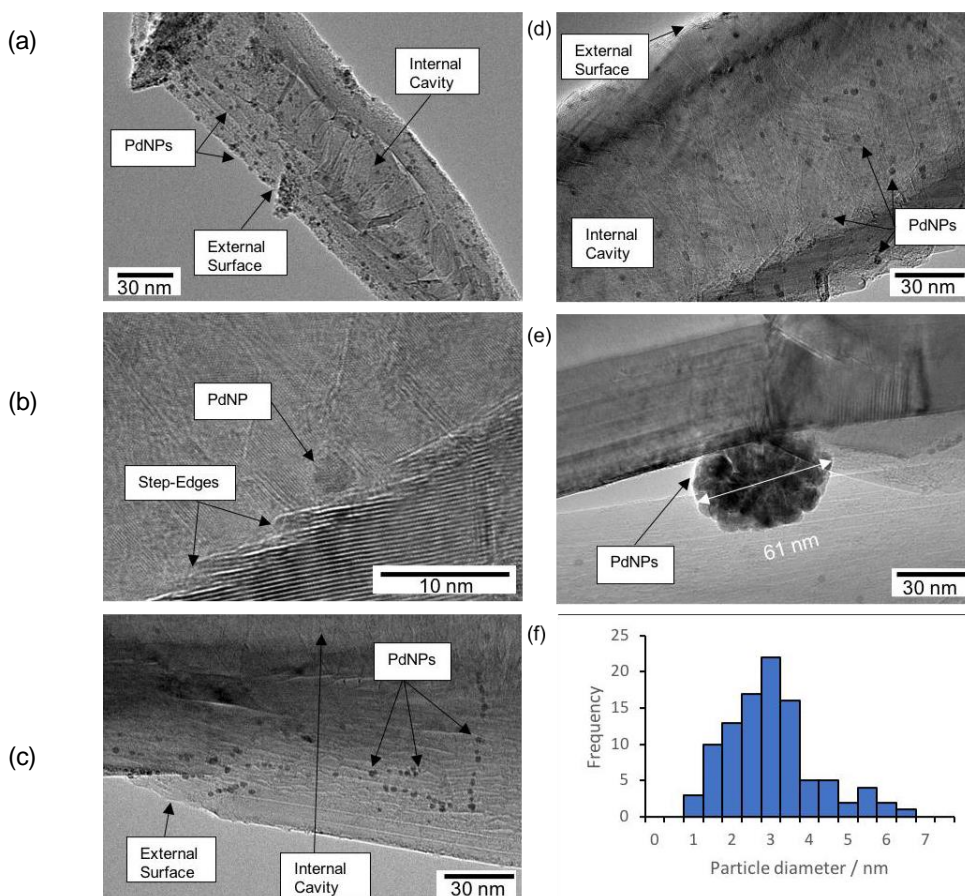 (a)
Internal
Cavity
PdNPs
External
Surface
30 nm
(b)
PdNP
Step-Edges
10 nm
(c)
PdNPs
External
Surface
Internal
Cavity
30 nm
(d)
External
Surface
Internal
Cavity
PdNPs
30 nm
(e)
PdNPs
61 nm
30 nm
(f)
Frequency
25
20
15
10
5
0
0 1 2 3 4 5 6 7
Particle diameter / nm